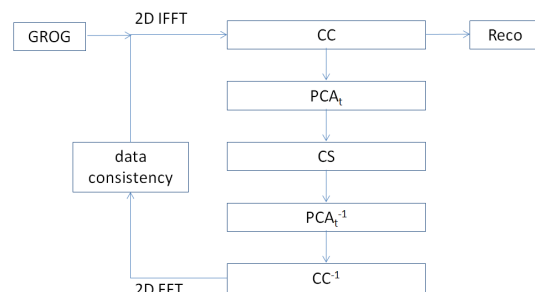 2D IFFT
GROG
CC
Reco
PCAt
data
consistency
CS
PCAt-1
CC-1
2D FFT